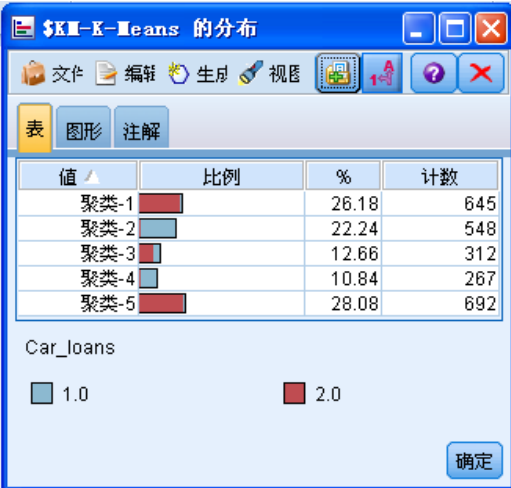 $KM-K-Means 的分布
文件 编辑 生成 视图
表 图形 注解
值 比例 % 计数
聚类-1 26.18 645
聚类-2 22.24 548
聚类-3 12.66 312
聚类-4 10.84 267
聚类-5 28.08 692
Car_loans
1.0 2.0
确定